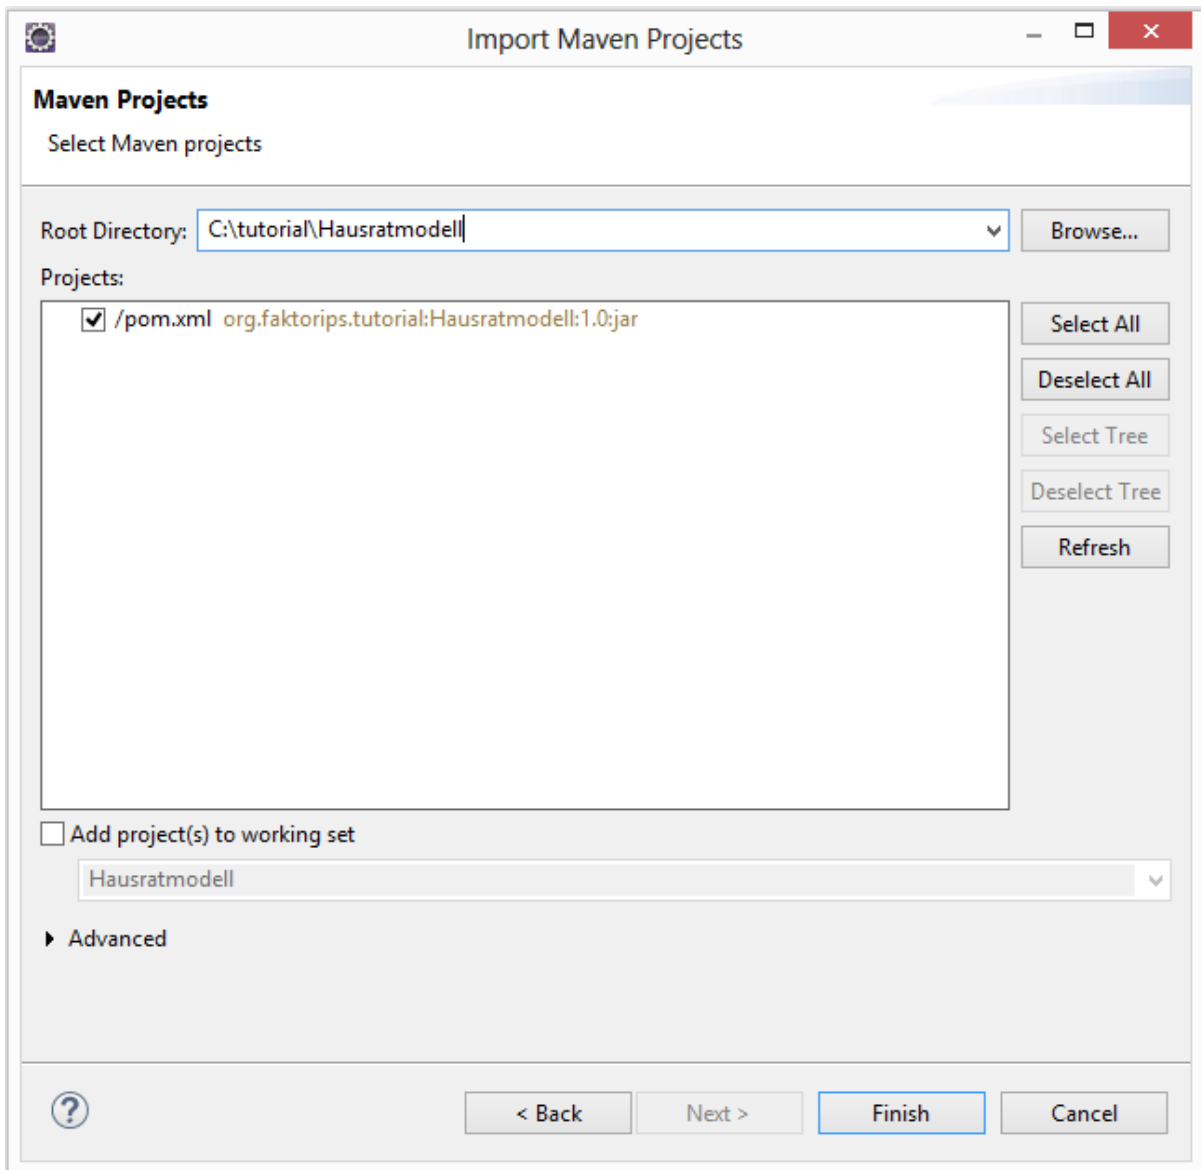 Import Maven Projects
Maven Projects
Select Maven projects
Root Directory: C:\tutorial\Hausratmodell Browse...
Projects:
/pom.xml org.faktorips.tutorial:Hausratmodell:1.0:jar
Select All
Deselect All
Select Tree
Deselect Tree
Refresh
Add project(s) to working set
Hausratmodell
Advanced
? < Back Next > Finish Cancel